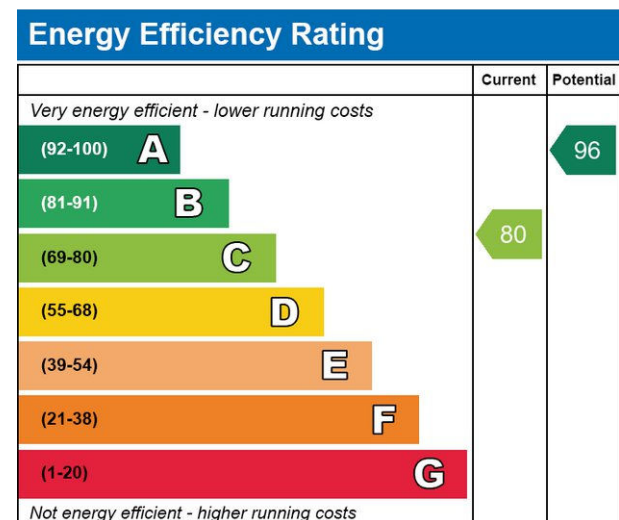 Energy Efficiency Rating
Current Potential
Very energy efficient - lower running costs
(92-100) A 96
(81-91) B
80
(69-80) C
(55-68) D
(39-54) E
(21-38) F
(1-20) G
Not energy efficient - higher running costs